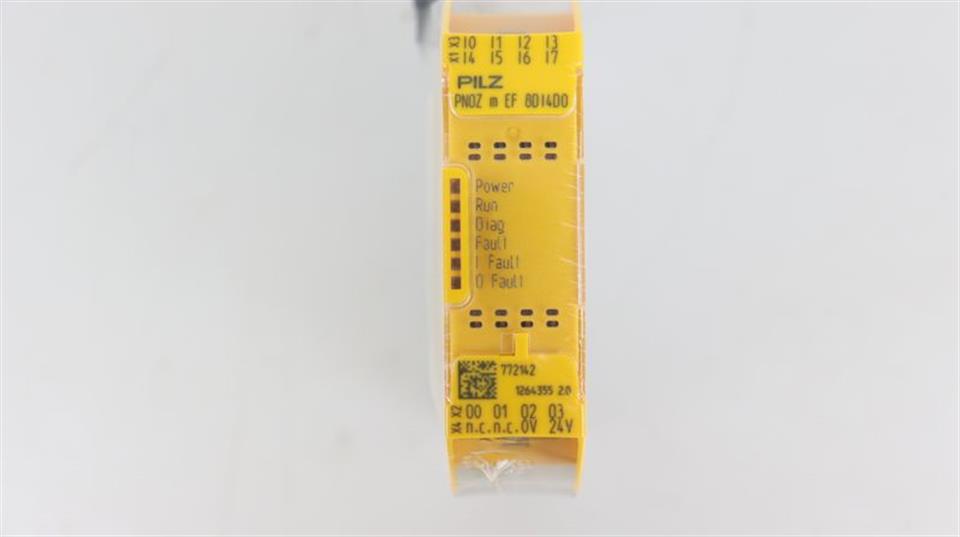 X3 I0 I1 I2 I3
X1 I4 I5 I6 I7
PILZ
PNOZ m EF 8DI4DO
Power
Run
Diag
Fault
I Fault
O Fault
772142
1264355 2.0
X2 O0 O1 O2 O3
X4 n.c. n.c. 0V 24V